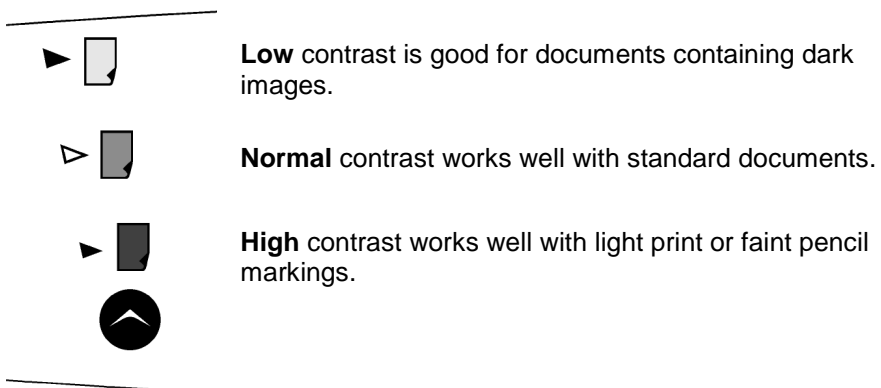 Low contrast is good for documents containing dark
images.
Normal contrast works well with standard documents.
High contrast works well with light print or faint pencil
markings.